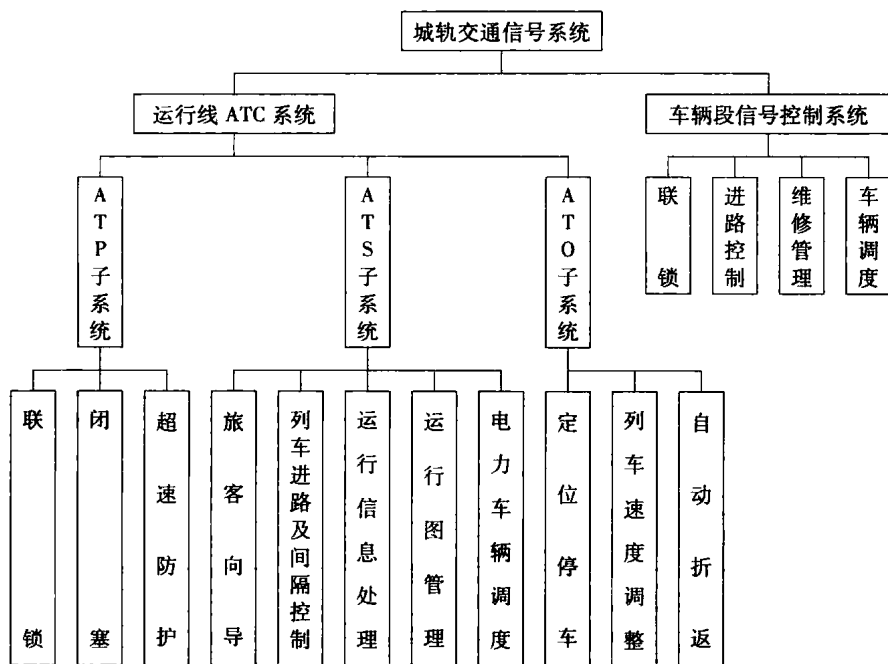 城轨交通信号系统
运行线 ATC 系统
车辆段信号控制系统
ATP子系统
ATS子系统
ATO子系统
联锁
进路控制
维修管理
车辆调度
联锁
闭塞
超速防护
旅客向导
列车进路及间隔控制
运行信息处理
运行图管理
电力车辆调度
定位停车
列车速度调整
自动折返